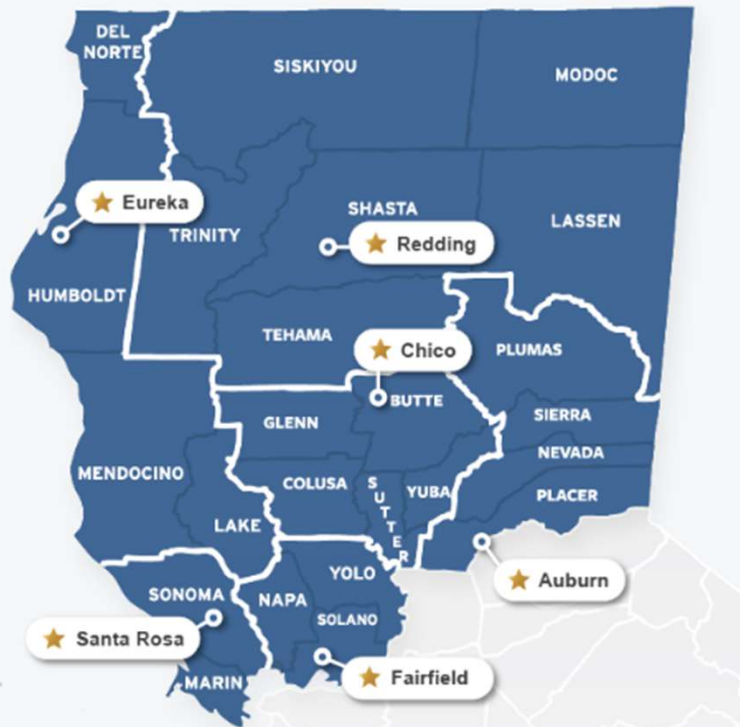 DEL
NORTE
SISKIYOU
MODOC
Eureka
TRINITY
SHASTA
Redding
LASSEN
HUMBOLDT
TEHAMA
Chico
PLUMAS
BUTTE
GLENN
SIERRA
NEVADA
MENDOCINO
COLUSA
SUTTER
YUBA
PLACER
LAKE
Auburn
SONOMA
NAPA
YOLO
SOLANO
Santa Rosa
MARIN
Fairfield